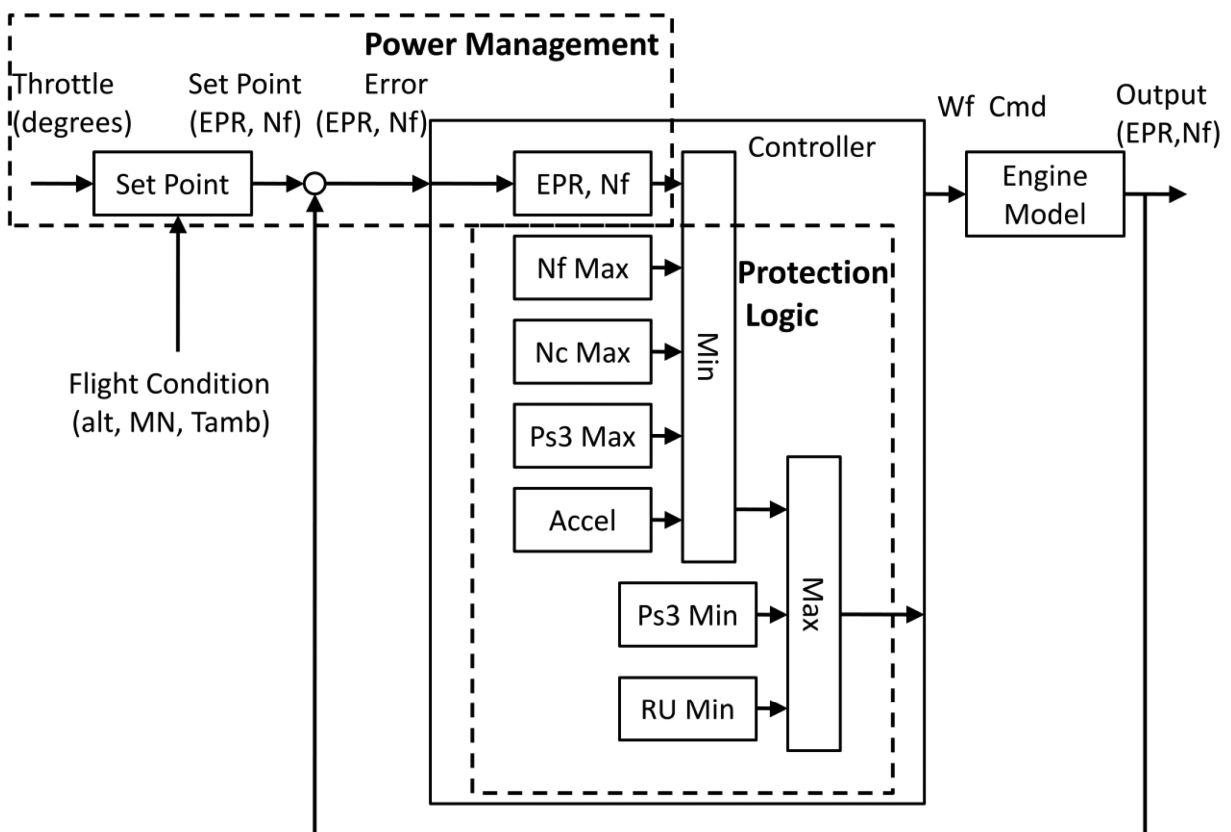 Power Management
Throttle
(degrees)
Set Point
(EPR, Nf)
Error
(EPR, Nf)
Wf  Cmd
Output
(EPR,Nf)
Controller
Set Point
EPR, Nf
Engine
Model
Nf Max
Protection
Logic
Min
Nc Max
Flight Condition
(alt, MN, Tamb)
Ps3 Max
Accel
Max
Ps3 Min
RU Min